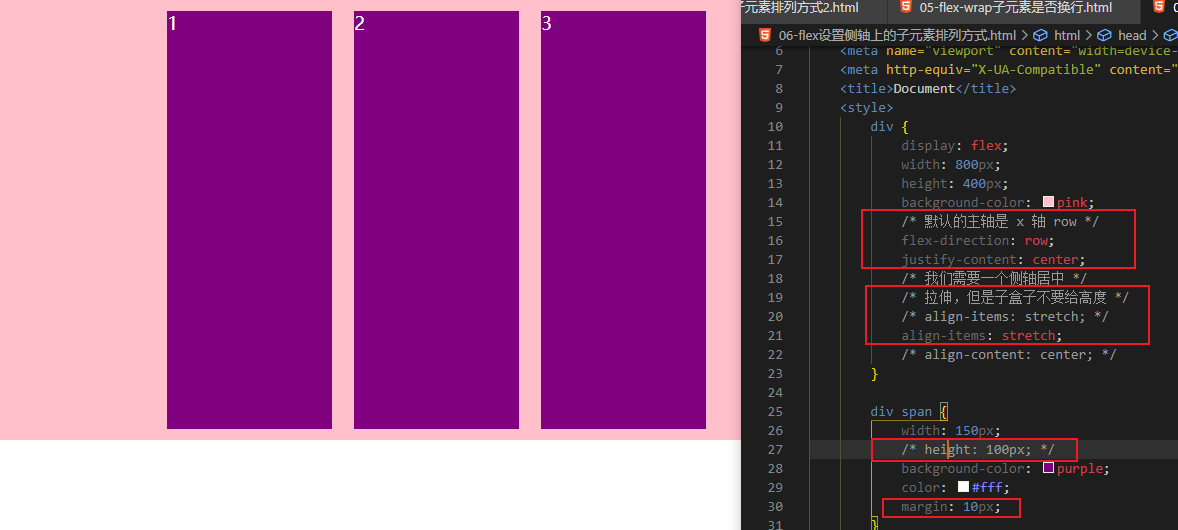 1
2
3
子元素排列方式2.html
05-flex-wrap子元素是否换行.html
06-flex设置侧轴上的子元素排列方式.html > html > head >
6 <meta name="viewport" content="width=device-
7 <meta http-equiv="X-UA-Compatible" content="
8 <title>Document</title>
9 <style>
10 div {
11 display: flex;
12 width: 800px;
13 height: 400px;
14 background-color: pink;
15 /* 默认的主轴是 x 轴 row */
16 flex-direction: row;
17 justify-content: center;
18 /* 我们需要一个侧轴居中 */
19 /* 拉伸，但是子盒子不要给高度 */
20 /* align-items: stretch; */
21 align-items: stretch;
22 /* align-content: center; */
23 }
24
25 div span {
26 width: 150px;
27 /* height: 100px; */
28 background-color: purple;
29 color: #fff;
30 margin: 10px;
31 }